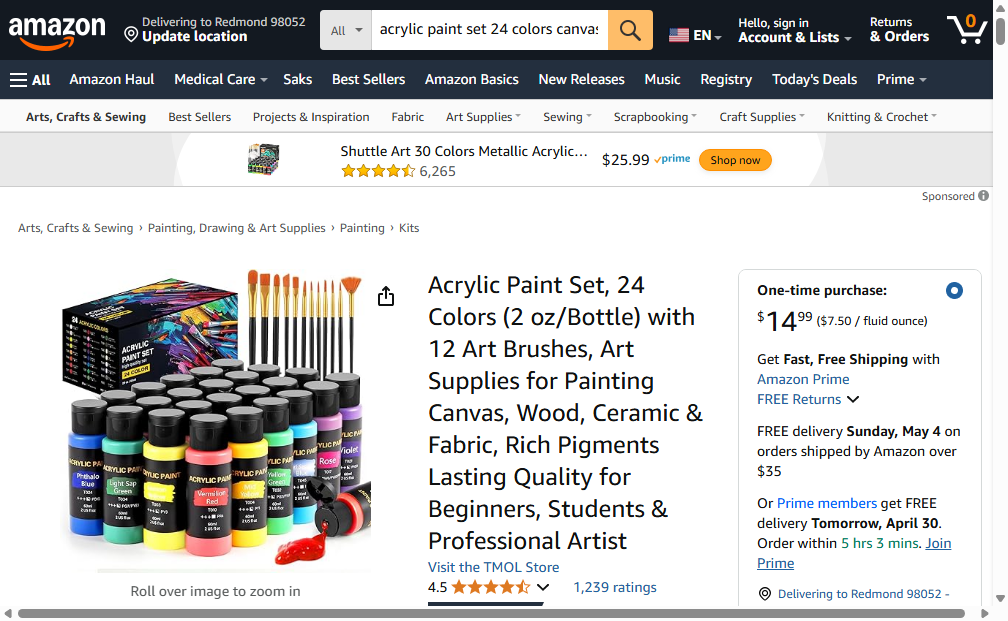 amazon
Delivering to Redmond 98052
Update location
All
acrylic paint set 24 colors canvas
EN
Hello, sign in
Account & Lists
Returns
& Orders
0
All
Amazon Haul
Medical Care
Saks
Best Sellers
Amazon Basics
New Releases
Music
Registry
Today's Deals
Prime
Arts, Crafts & Sewing
Best Sellers
Projects & Inspiration
Fabric
Art Supplies
Sewing
Scrapbooking
Craft Supplies
Knitting & Crochet
Shuttle Art 30 Colors Metallic Acrylic…
6,265
$25.99
prime
Shop now
Sponsored
Arts, Crafts & Sewing › Painting, Drawing & Art Supplies › Painting › Kits
ACRYLIC
PAINT SET
24 COLOR
Phthalo
Blue
Light Sap
Green
ACRYLIC PAINT
Vermilion
Red
Rose
Violet
Yellow
Green
60ml
2 US fl oz
Roll over image to zoom in
Acrylic Paint Set, 24
Colors (2 oz/Bottle) with
12 Art Brushes, Art
Supplies for Painting
Canvas, Wood, Ceramic &
Fabric, Rich Pigments
Lasting Quality for
Beginners, Students &
Professional Artist
Visit the TMOL Store
4.5
1,239 ratings
One-time purchase:
$14.99 ($7.50 / fluid ounce)
Get Fast, Free Shipping with
Amazon Prime
FREE Returns
FREE delivery Sunday, May 4 on
orders shipped by Amazon over
$35
Or Prime members get FREE
delivery Tomorrow, April 30.
Order within 5 hrs 3 mins. Join
Prime
Delivering to Redmond 98052 -